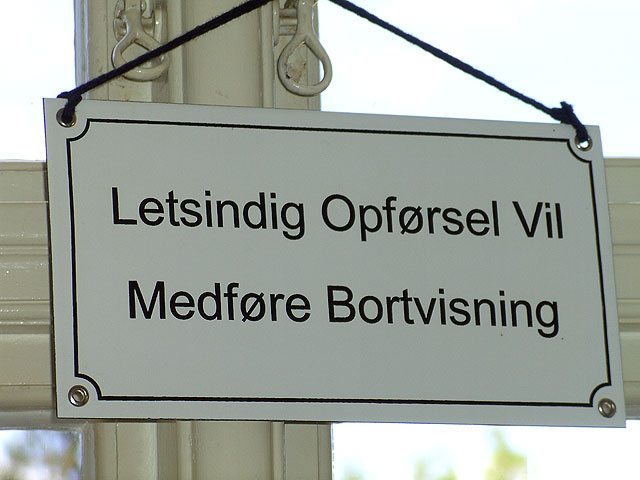 Letsindig Opførsel Vil
Medføre Bortvisning